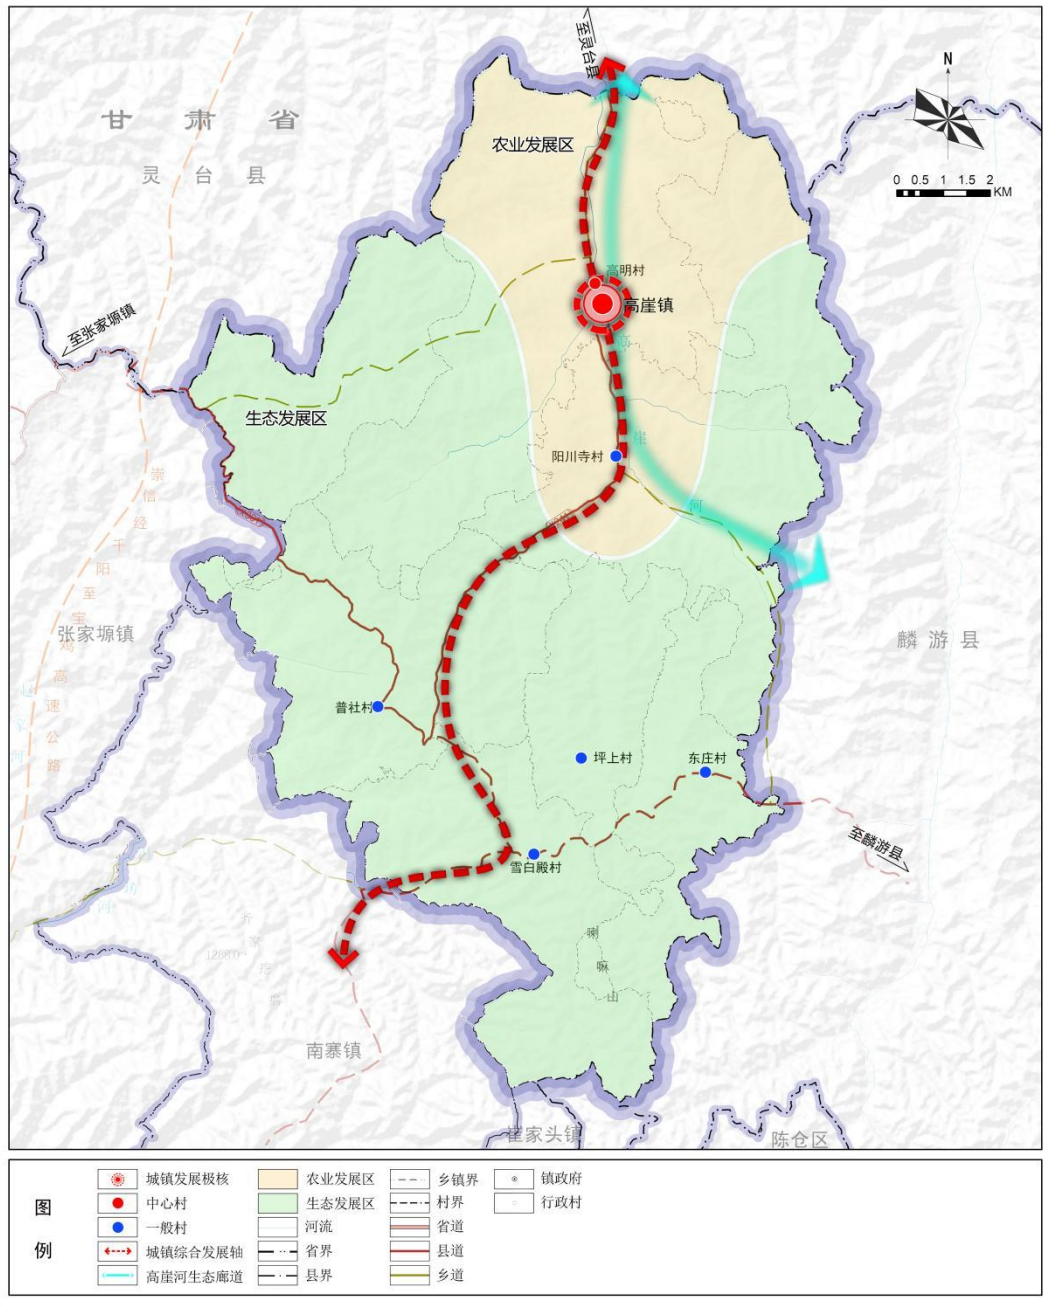 至灵台县
N
甘肃省
灵台县
农业发展区
0 0.5 1 1.5 2
KM
高明村
高崖镇
至张家塬镇
高崖河
生态发展区
阳川寺村
崇信经千阳至宝鸡高速公路
张家塬镇
麟游县
普社村
坪上村
东庄村
至麟游县
雪白殿村
喇嘛山
南寨镇
崔家头镇
陈仓区
图例
城镇发展极核
中心村
一般村
城镇综合发展轴
高崖河生态廊道
农业发展区
生态发展区
河流
省界
县界
乡镇界
村界
省道
县道
乡道
镇政府
行政村